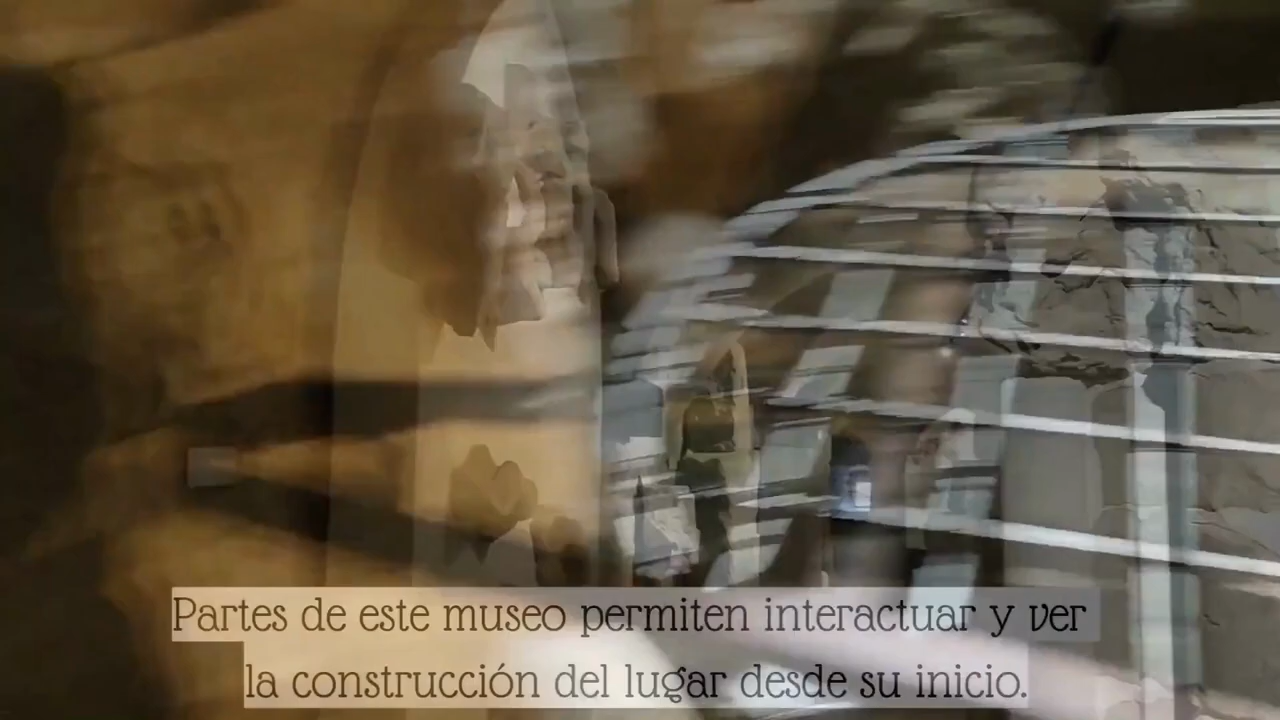 Partes de este museo permiten interactuar y ver
la construcción del lugar desde su inicio.